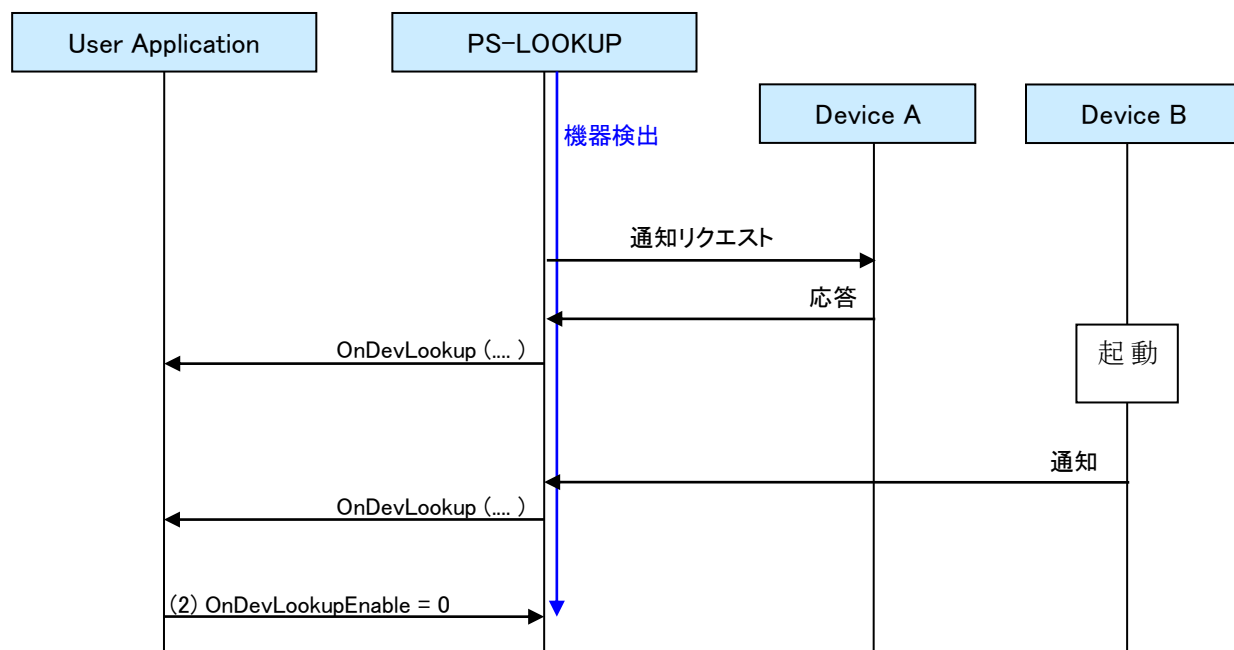 User Application
PS-LOOKUP
Device A
Device B
機器検出
通知リクエスト
応答
OnDevLookup (.... )
起動
通知
OnDevLookup (.... )
(2) OnDevLookupEnable = 0